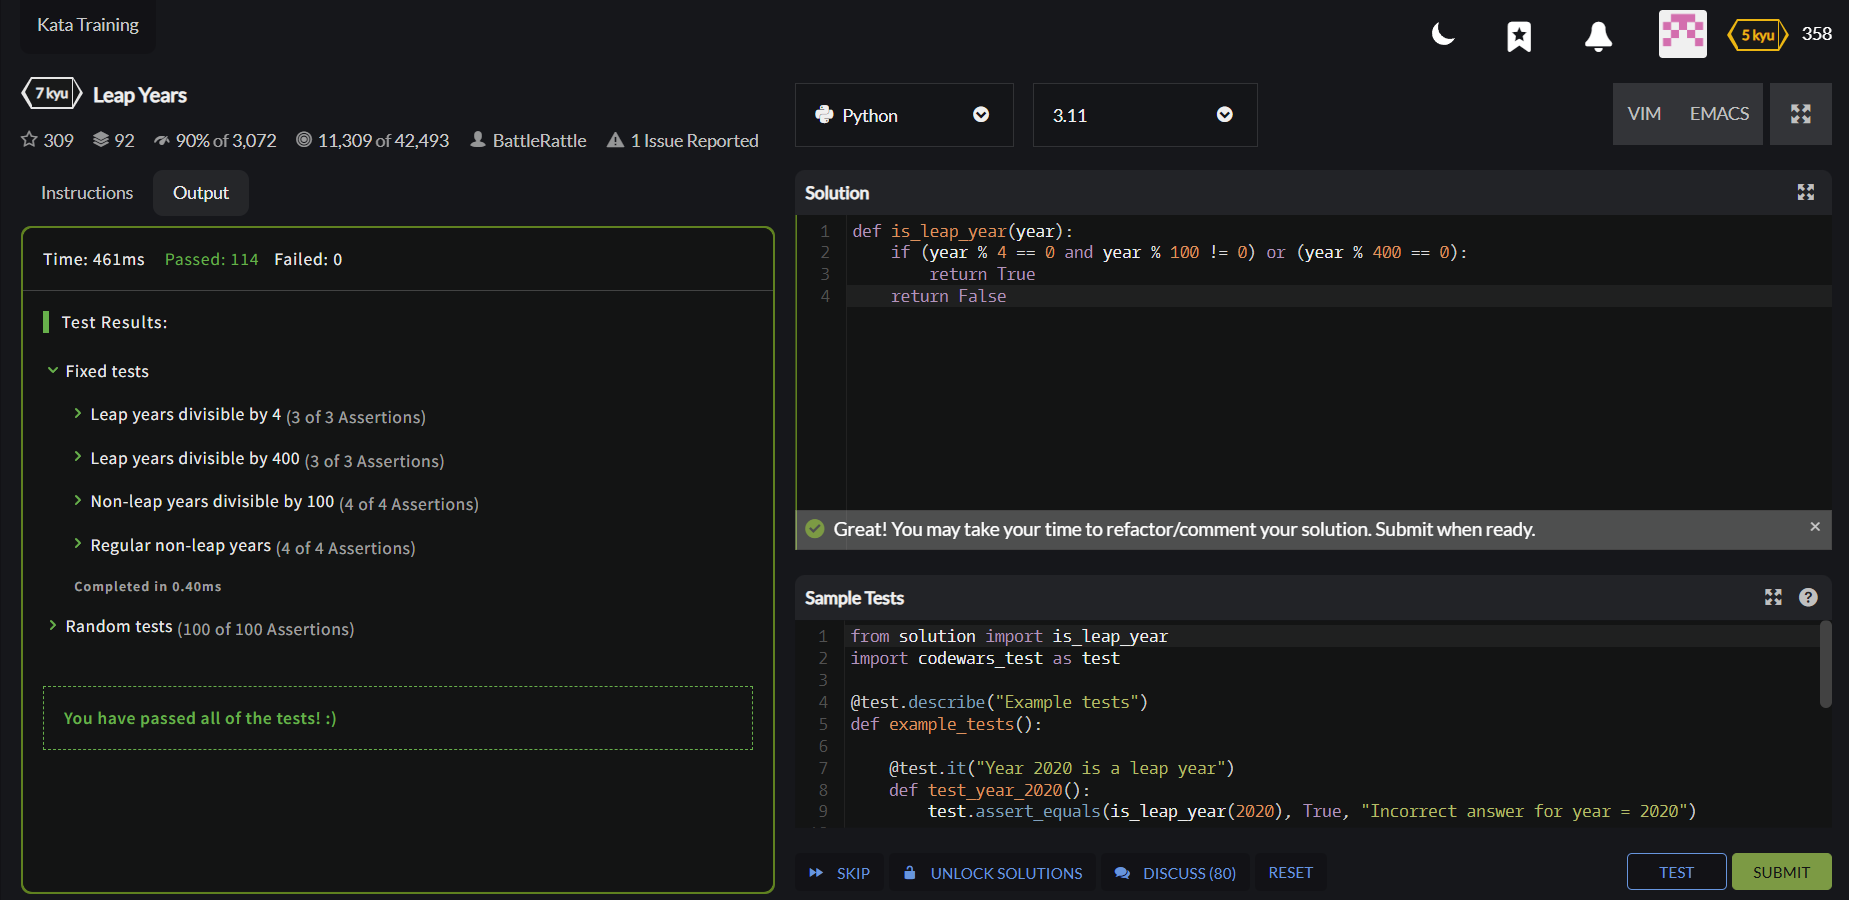 Kata Training
5 kyu 358
7 kyu Leap Years
309 92 90% of 3,072 11,309 of 42,493 BattleRattle 1 Issue Reported
Instructions Output
Time: 461ms Passed: 114 Failed: 0
Test Results:
Fixed tests
Leap years divisible by 4 (3 of 3 Assertions)
Leap years divisible by 400 (3 of 3 Assertions)
Non-leap years divisible by 100 (4 of 4 Assertions)
Regular non-leap years (4 of 4 Assertions)
Completed in 0.40ms
Random tests (100 of 100 Assertions)
You have passed all of the tests! :)
Python 3.11 VIM EMACS
Solution
1 def is_leap_year(year):
2     if (year % 4 == 0 and year % 100 != 0) or (year % 400 == 0):
3         return True
4     return False
Great! You may take your time to refactor/comment your solution. Submit when ready.
Sample Tests
1 from solution import is_leap_year
2 import codewars_test as test
3
4 @test.describe("Example tests")
5 def example_tests():
6
7     @test.it("Year 2020 is a leap year")
8     def test_year_2020():
9         test.assert_equals(is_leap_year(2020), True, "Incorrect answer for year = 2020")
SKIP UNLOCK SOLUTIONS DISCUSS (80) RESET TEST SUBMIT